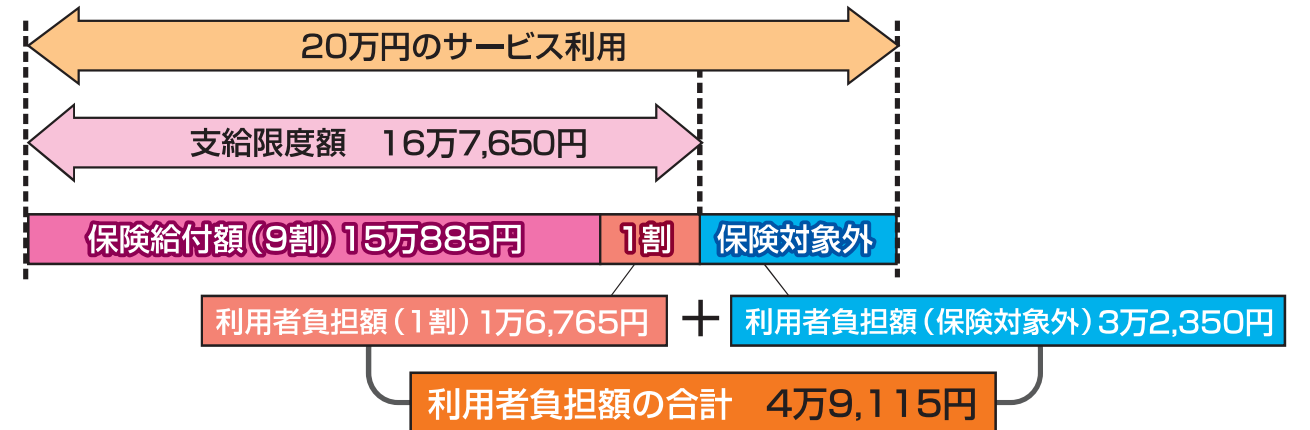 20万円のサービス利用
支給限度額　16万7,650円
保険給付額(9割)15万885円
1割
保険対象外
利用者負担額(1割)1万6,765円
+
利用者負担額(保険対象外)3万2,350円
利用者負担額の合計　4万9,115円